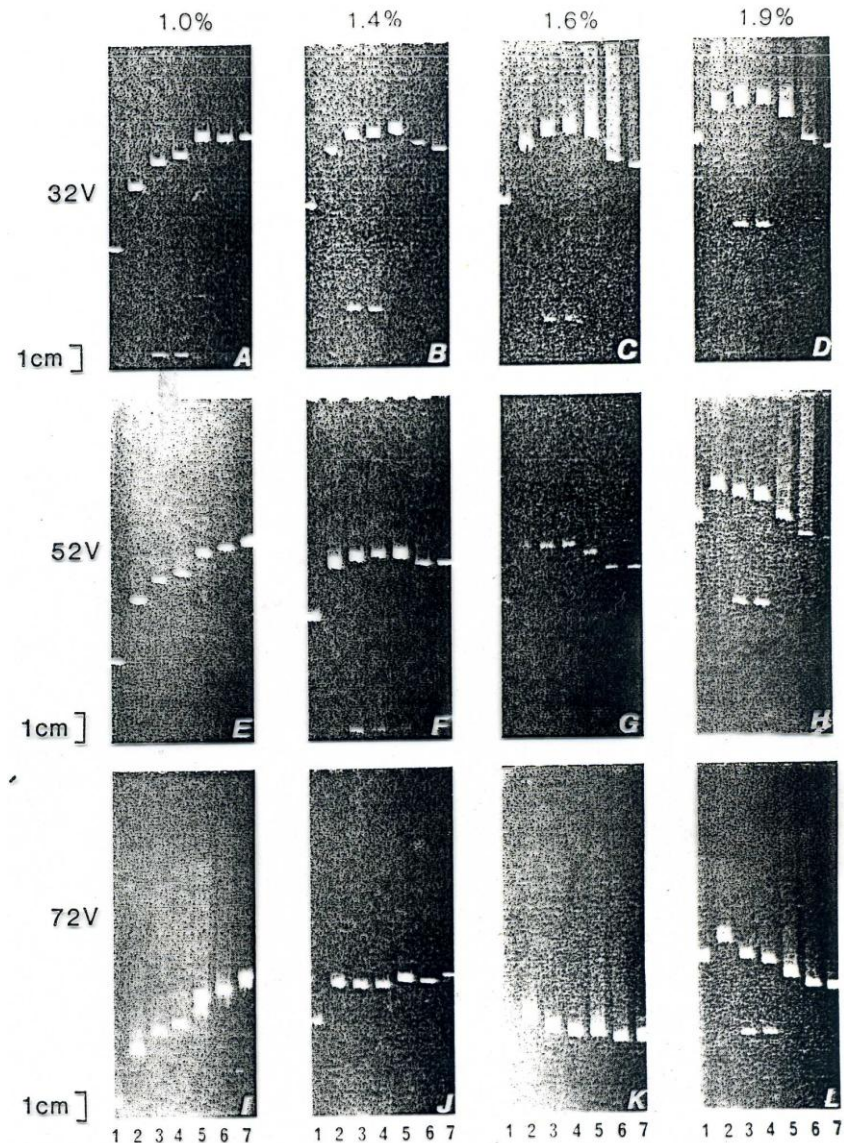 1.0% 1.4% 1.6% 1.9%
32V
1cm ]
A B C D
52V
1cm ]
E F G H
72V
1cm ]
J K L
1 2 3 4 5 6 7 1 2 3 4 5 6 7 1 2 3 4 5 6 7 1 2 3 4 5 6 7